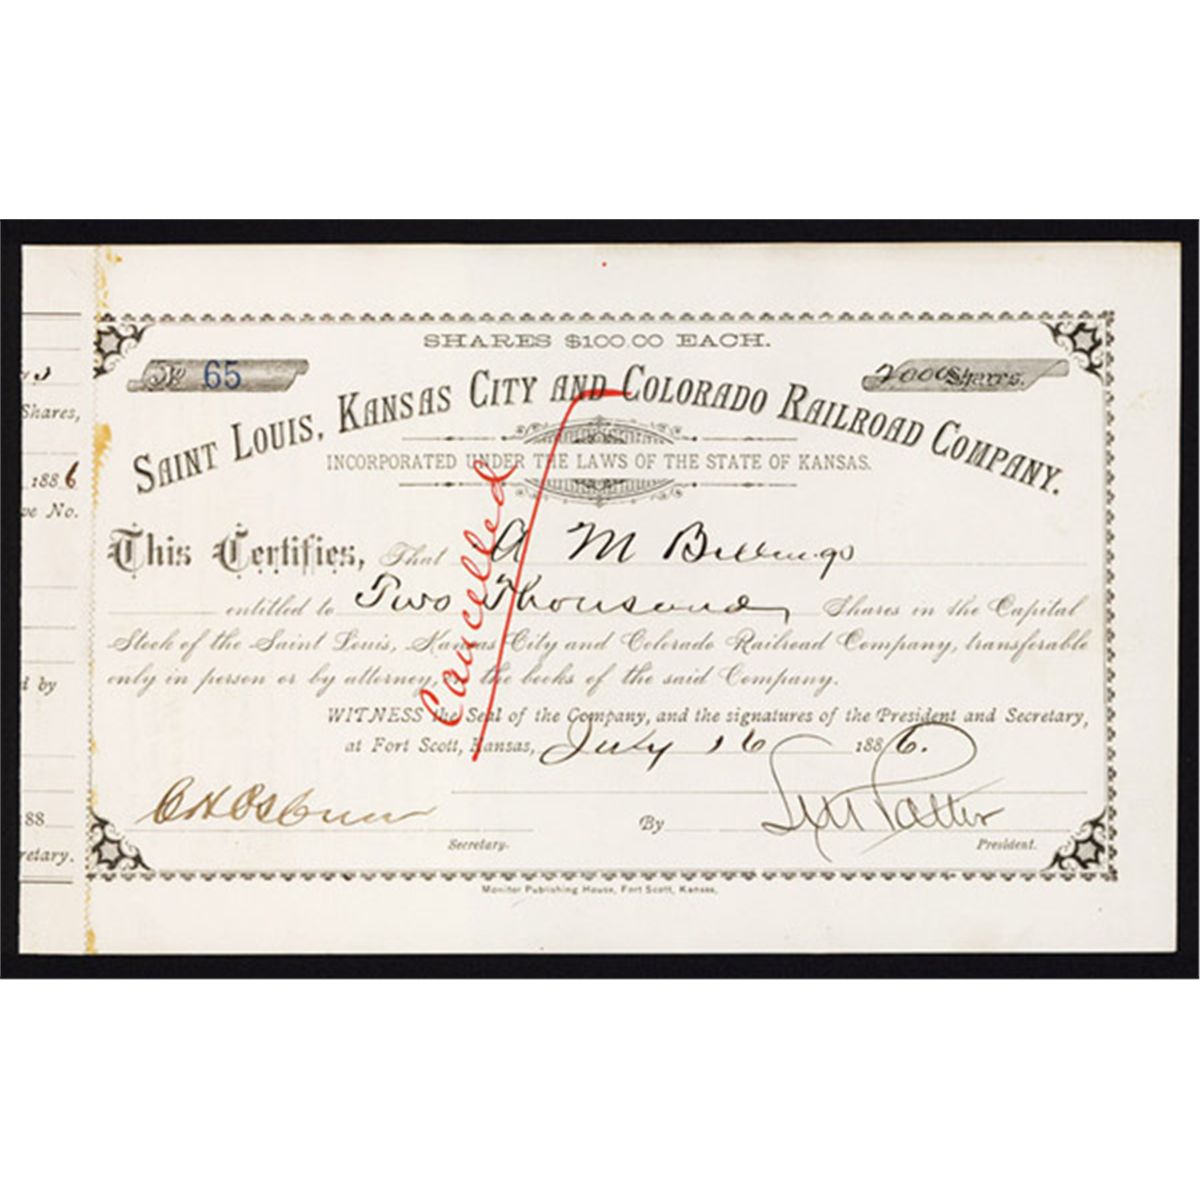 SHARES $100.00 EACH.
No 65
2000 Shares.
SAINT LOUIS, KANSAS CITY AND COLORADO RAILROAD COMPANY.
INCORPORATED UNDER THE LAWS OF THE STATE OF KANSAS.
This Certifies, That A M Billings
entitled to Two Thousand Shares in the Capital
Stock of the Saint Louis, Kansas City and Colorado Railroad Company, transferable
only in person or by attorney, on the books of the said Company.
WITNESS the Seal of the Company, and the signatures of the President and Secretary,
at Fort Scott, Kansas, July 16 1886.
By
Secretary.
President.
Monitor Publishing House, Fort Scott, Kansas.
Cancelled
Shares,
1886
No.
by
88